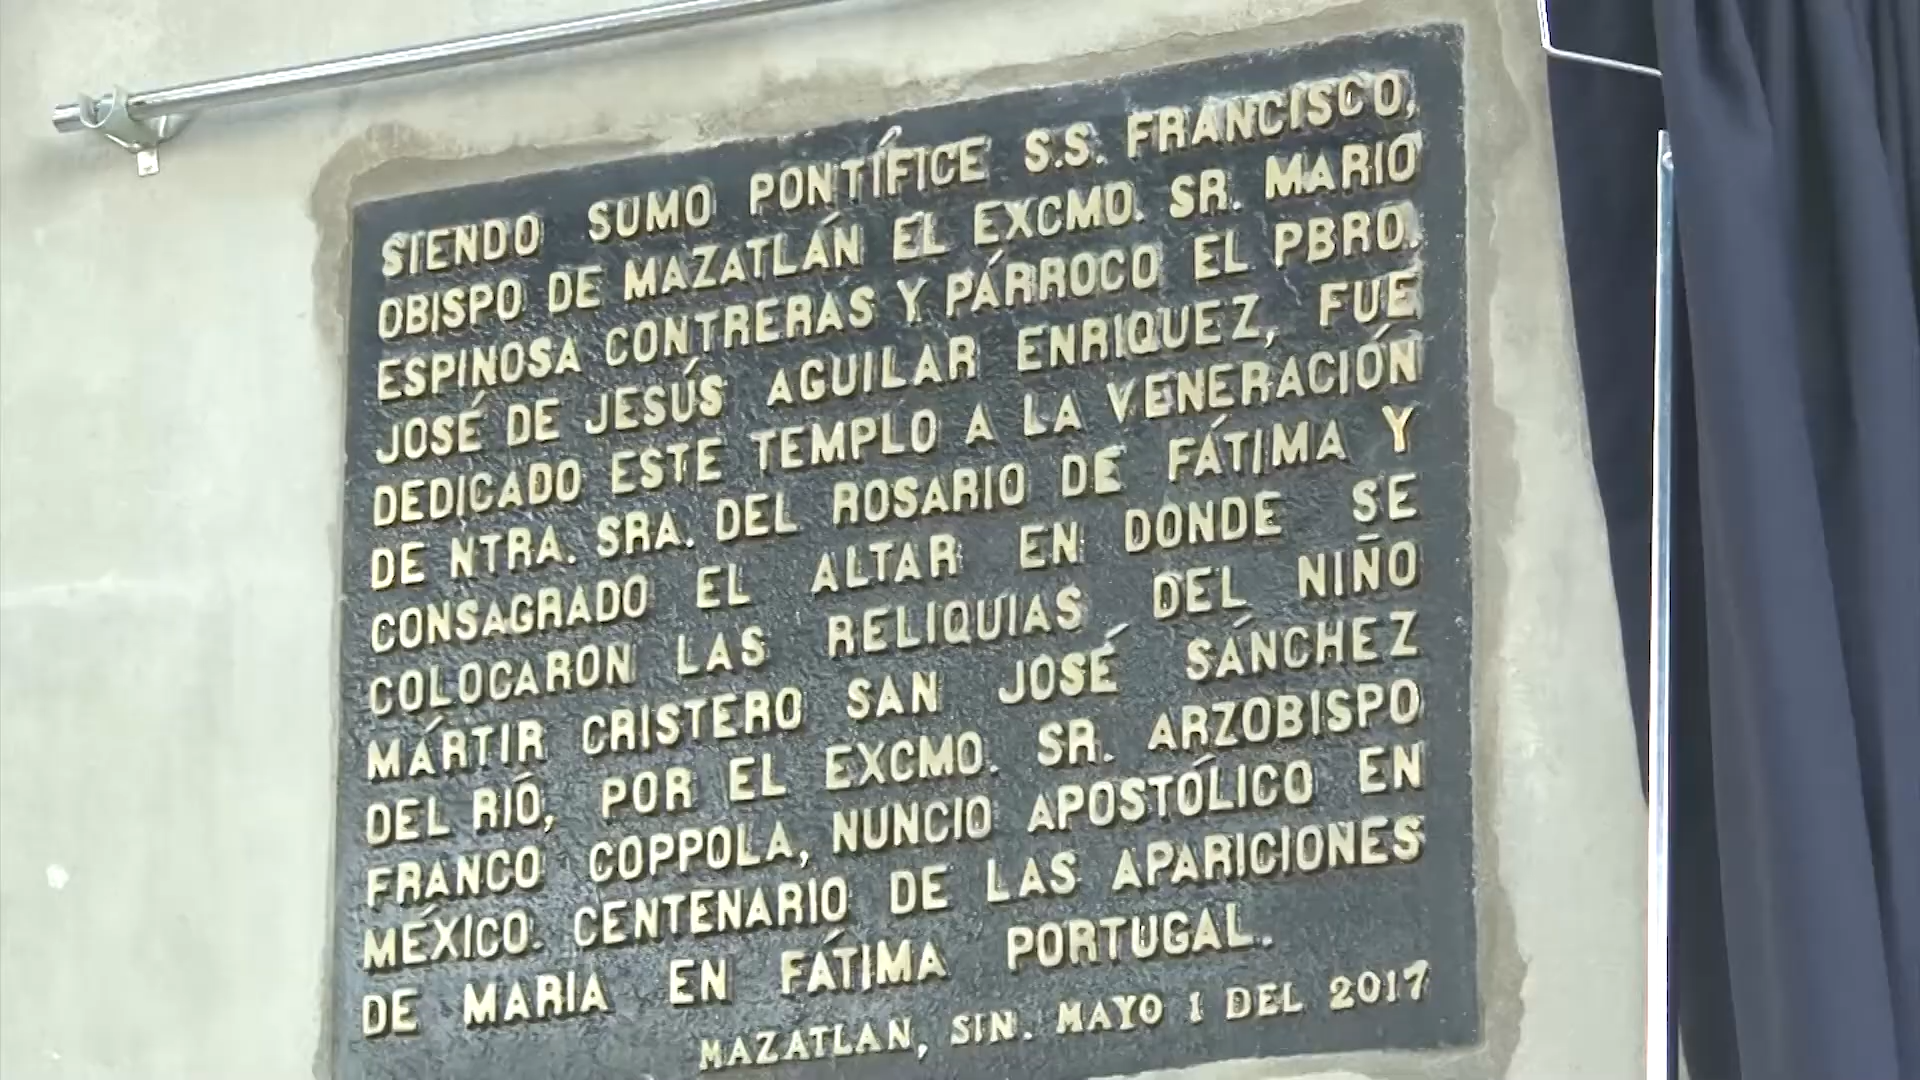 SIENDO SUMO PONTÍFICE S.S. FRANCISCO,
OBISPO DE MAZATLÁN EL EXCMO. SR. MARIO
ESPINOSA CONTRERAS Y PÁRROCO EL PBRO.
JOSÉ DE JESÚS AGUILAR ENRIQUEZ, FUE
DEDICADO ESTE TEMPLO A LA VENERACIÓN
DE NTRA. SRA. DEL ROSARIO DE FÁTIMA Y
CONSAGRADO EL ALTAR EN DONDE SE
COLOCARON LAS RELIQUIAS DEL NIÑO
MÁRTIR CRISTERO SAN JOSÉ SÁNCHEZ
DEL RIÓ, POR EL EXCMO. SR. ARZOBISPO
FRANCO COPPOLA, NUNCIO APOSTÓLICO EN
MÉXICO. CENTENARIO DE LAS APARICIONES
DE MARIA EN FÁTIMA PORTUGAL.
MAZATLAN, SIN. MAYO 1 DEL 2017